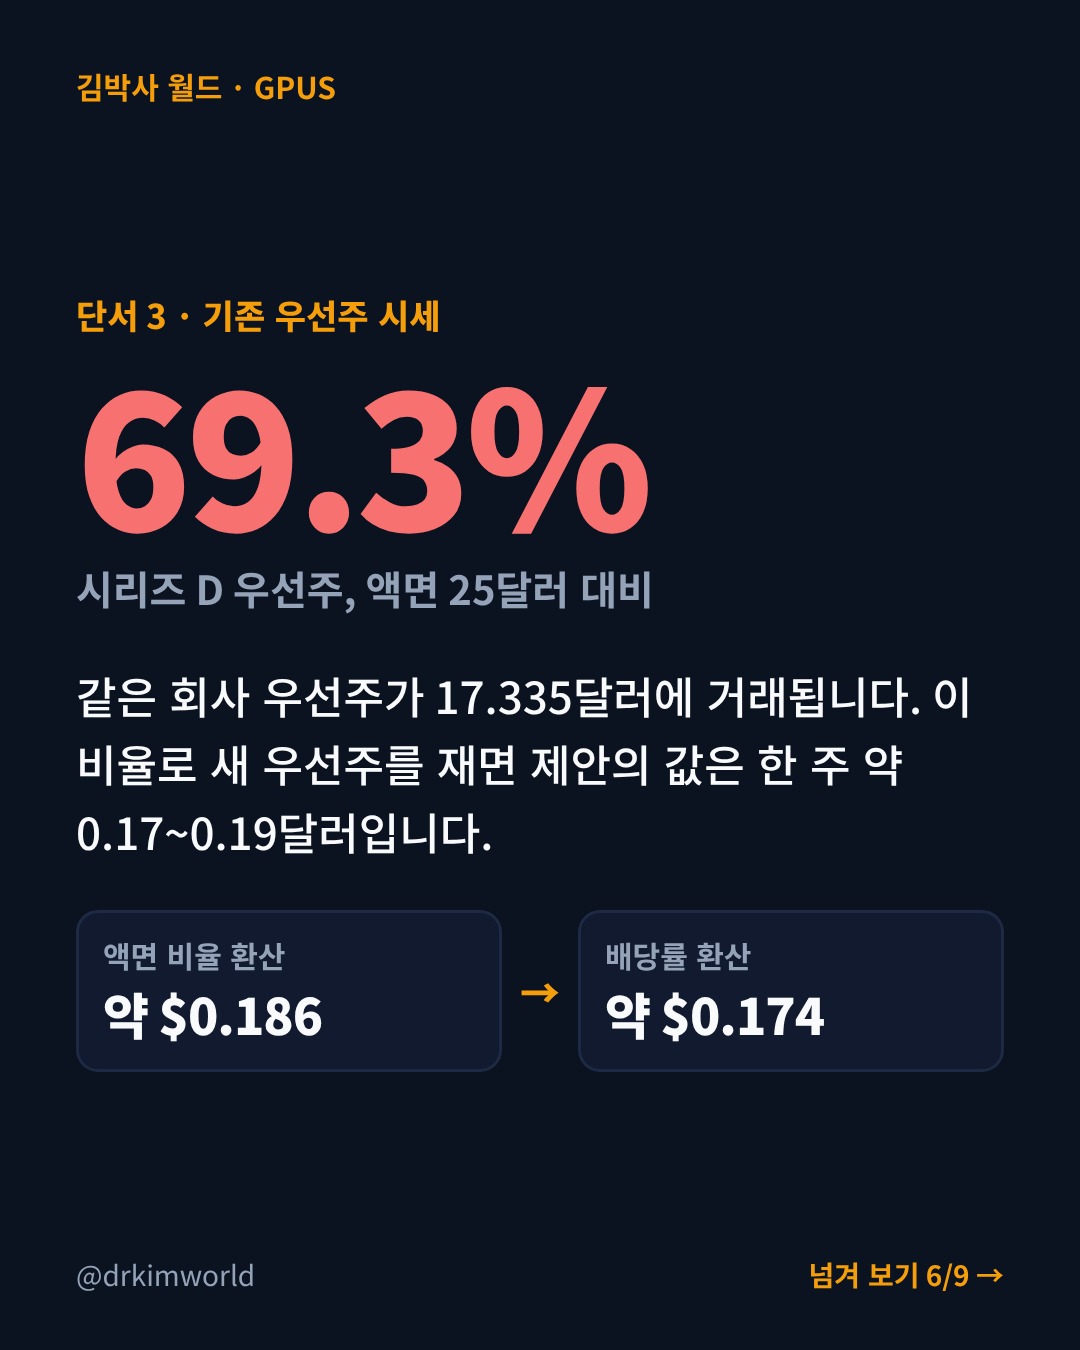 김박사 월드 · GPUS
단서 3 · 기존 우선주 시세
69.3%
시리즈 D 우선주, 액면 25달러 대비
같은 회사 우선주가 17.335달러에 거래됩니다. 이
비율로 새 우선주를 재면 제안의 값은 한 주 약
0.17~0.19달러입니다.
액면 비율 환산
약 $0.186
→
배당률 환산
약 $0.174
@drkimworld
넘겨 보기 6/9 →